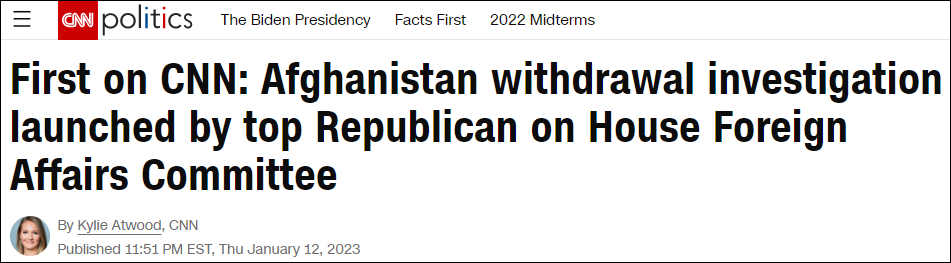 CNN politics The Biden Presidency Facts First 2022 Midterms
First on CNN: Afghanistan withdrawal investigation
launched by top Republican on House Foreign
Affairs Committee
By Kylie Atwood, CNN
Published 11:51 PM EST, Thu January 12, 2023